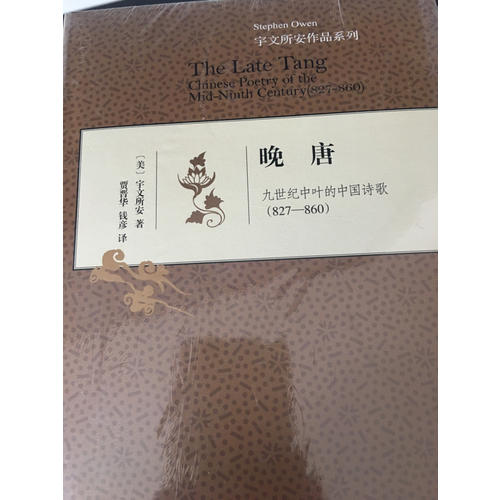 Stephen Owen
宇文所安作品系列
The Late Tang
Chinese Poetry of the
Mid-Ninth Century(827-860)
晚唐
九世纪中叶的中国诗歌
(827—860)
〔美〕宇文所安 著
贾晋华 钱彦 译